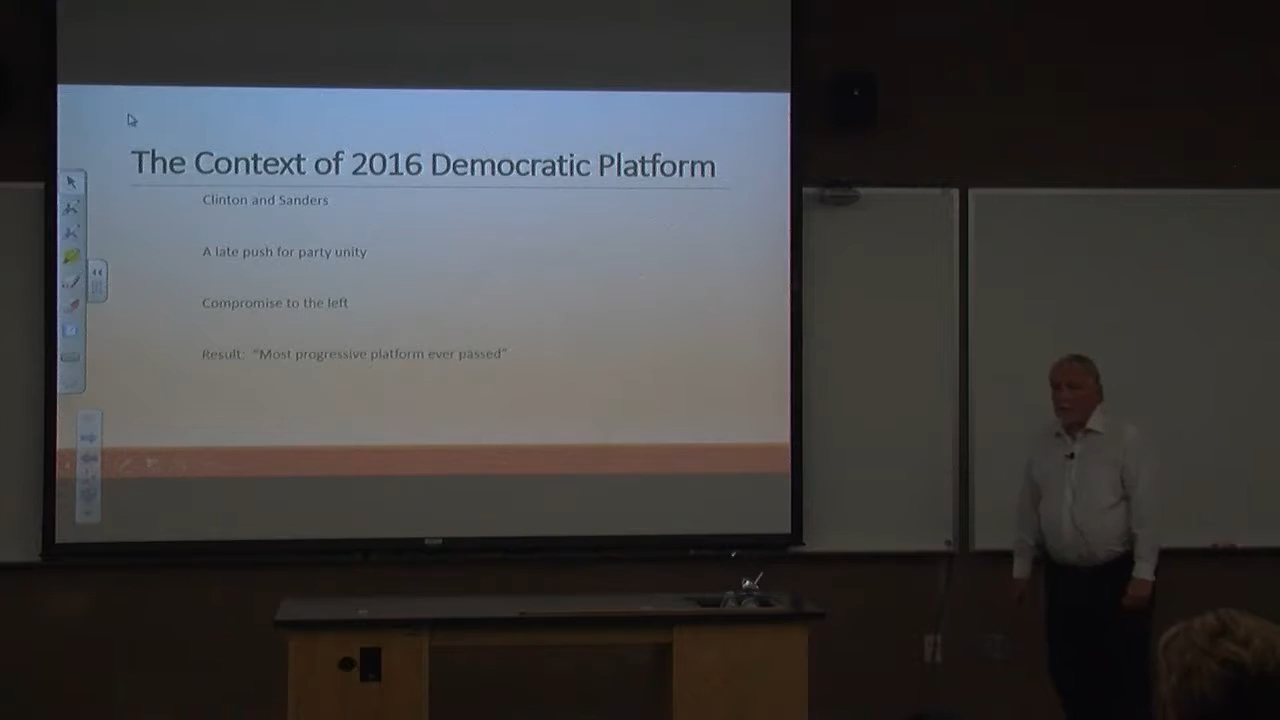 The Context of 2016 Democratic Platform
Clinton and Sanders
A late push for party unity
Compromise to the left
Result: "Most progressive platform ever passed"